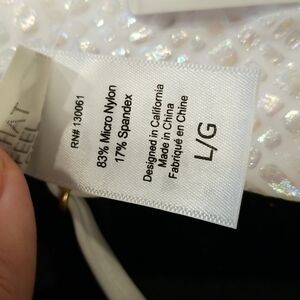 RN# 130061
83% Micro Nylon
17% Spandex
Designed in California
Made in China
Fabriqué en Chine
L/G